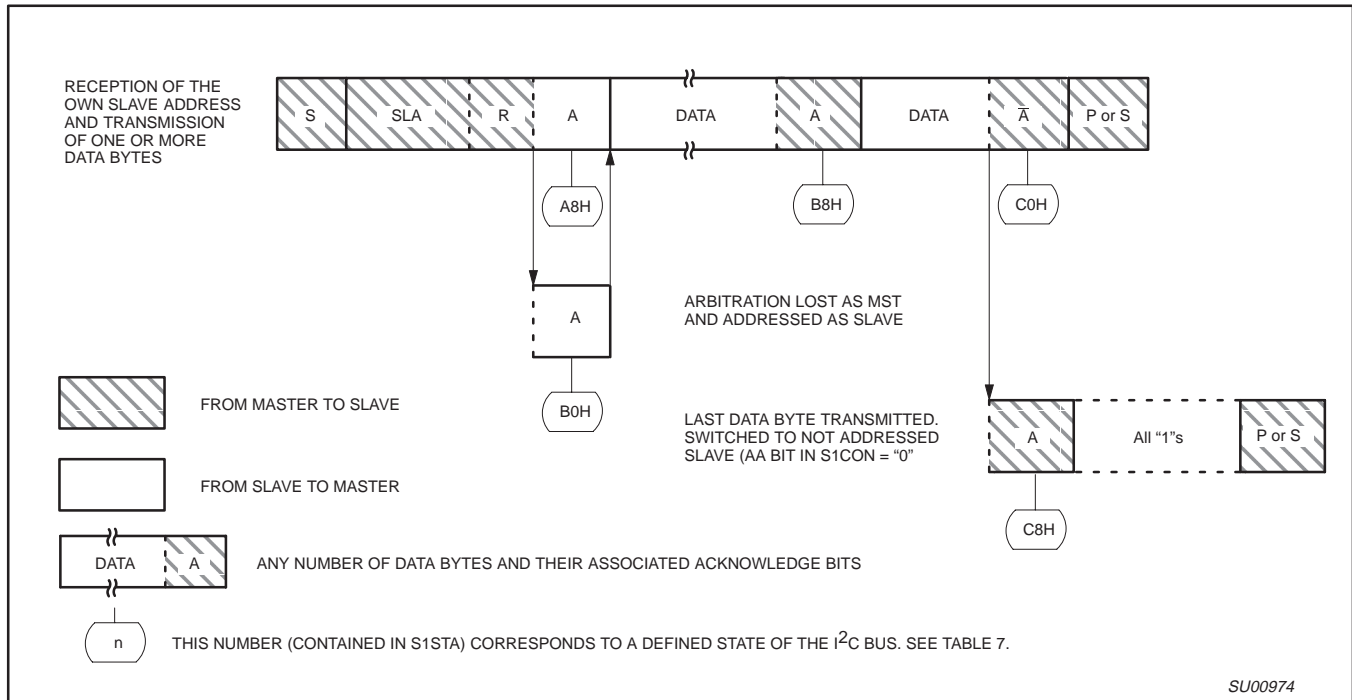 RECEPTION OF THE
OWN SLAVE ADDRESS
AND TRANSMISSION
OF ONE OR MORE
DATA BYTES
S SLA R A DATA A DATA A̅ P or S
A8H B8H C0H
A
B0H
ARBITRATION LOST AS MST
AND ADDRESSED AS SLAVE
LAST DATA BYTE TRANSMITTED.
SWITCHED TO NOT ADDRESSED
SLAVE (AA BIT IN S1CON = “0”
A All “1”s P or S
C8H
FROM MASTER TO SLAVE
FROM SLAVE TO MASTER
DATA A
ANY NUMBER OF DATA BYTES AND THEIR ASSOCIATED ACKNOWLEDGE BITS
n
THIS NUMBER (CONTAINED IN S1STA) CORRESPONDS TO A DEFINED STATE OF THE I²C BUS. SEE TABLE 7.
SU00974